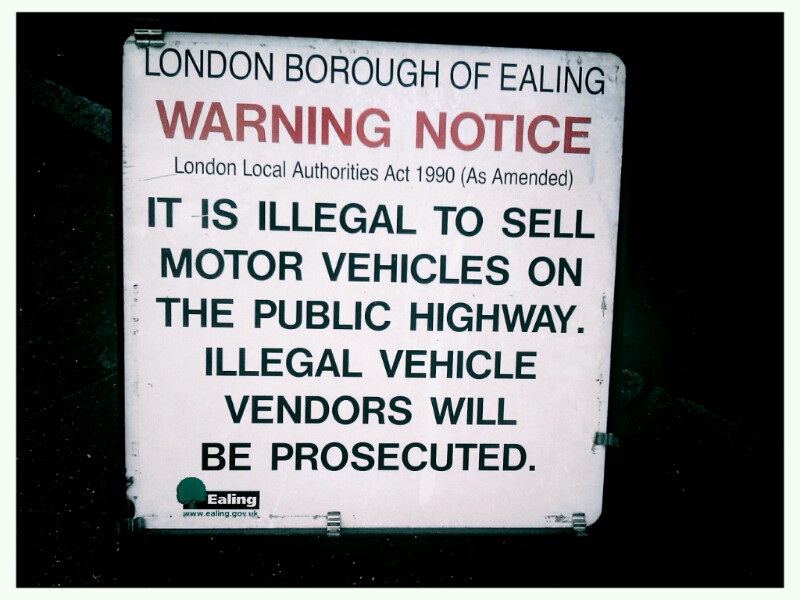 LONDON BOROUGH OF EALING
WARNING NOTICE
London Local Authorities Act 1990 (As Amended)
IT IS ILLEGAL TO SELL
MOTOR VEHICLES ON
THE PUBLIC HIGHWAY.
ILLEGAL VEHICLE
VENDORS WILL
BE PROSECUTED.
Ealing
www.ealing.gov.uk